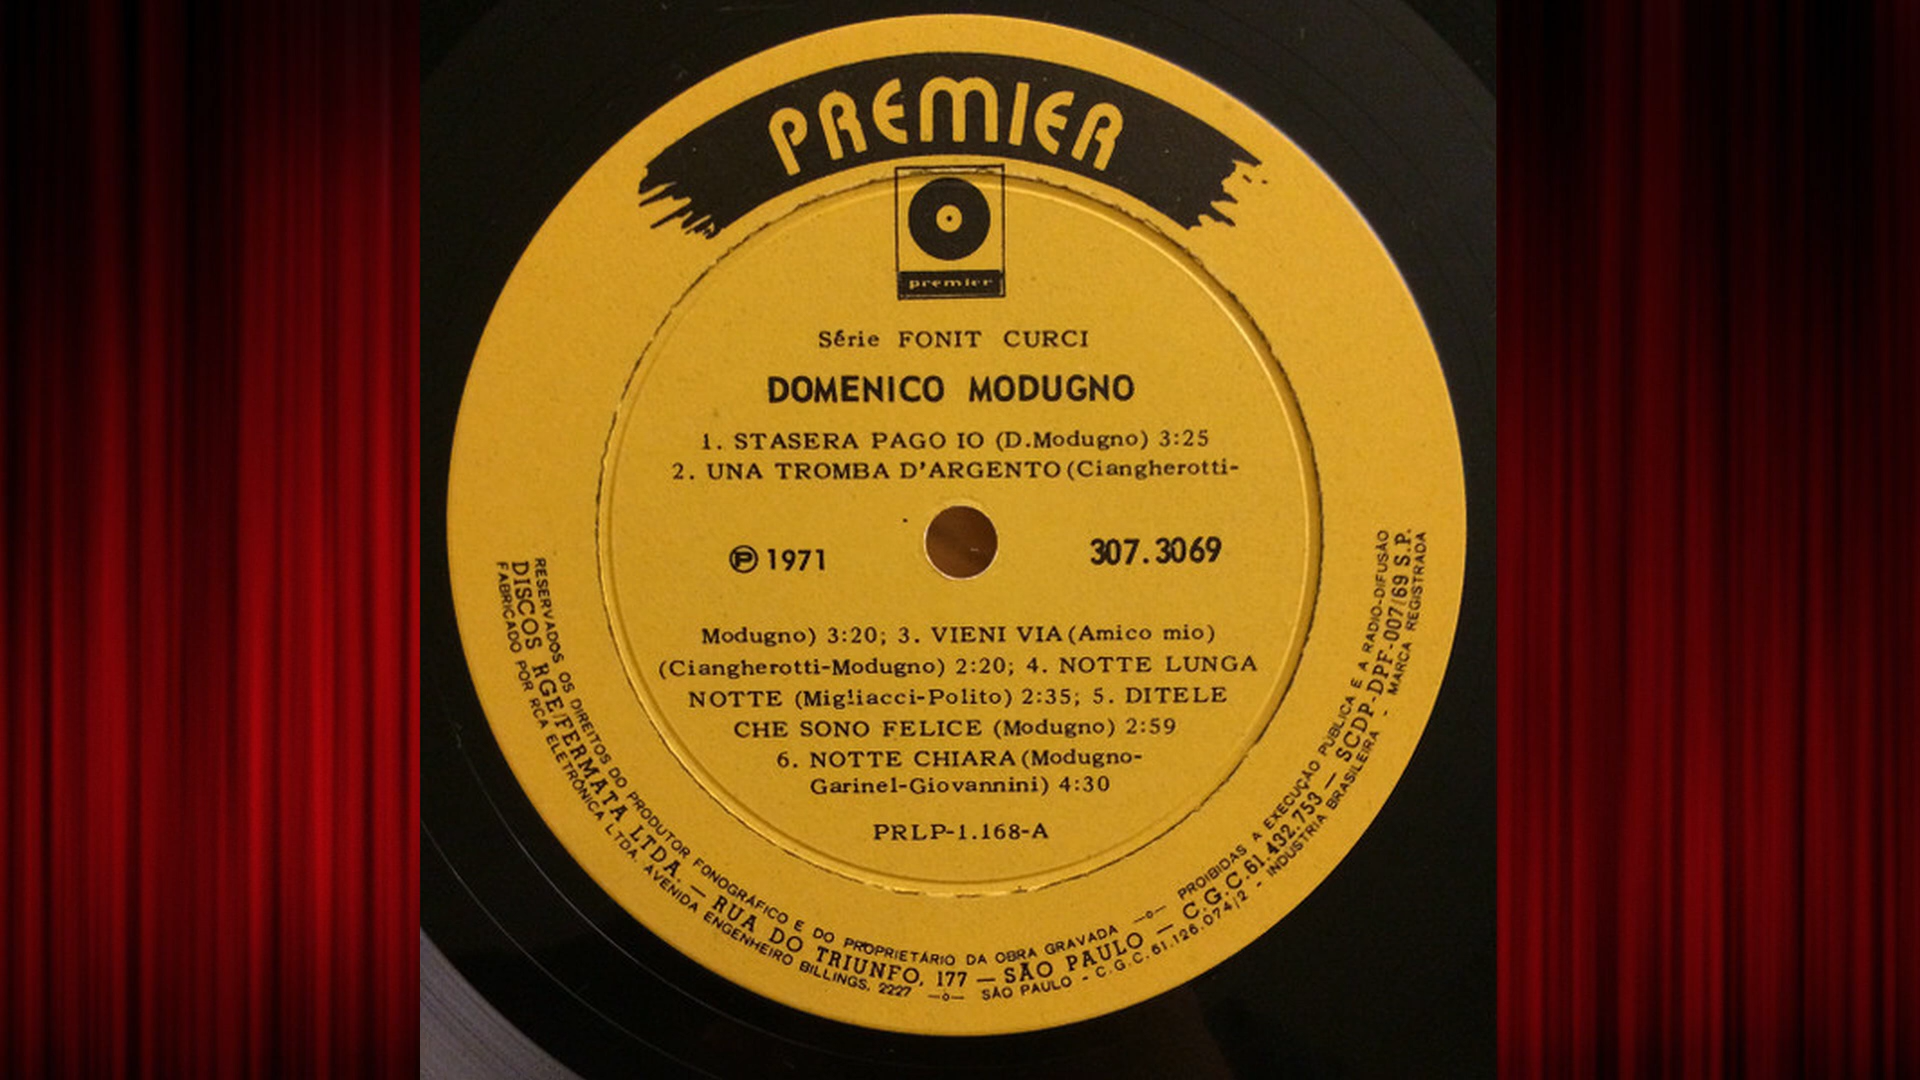 PREMIER
premier
Série FONIT CURCI
DOMENICO MODUGNO
1. STASERA PAGO IO (D.Modugno) 3:25
2. UNA TROMBA D'ARGENTO (Ciangherotti-
℗ 1971
307.3069
Modugno) 3:20; 3. VIENI VIA (Amico mio)
(Ciangherotti-Modugno) 2:20; 4. NOTTE LUNGA
NOTTE (Migliacci-Polito) 2:35; 5. DITELE
CHE SONO FELICE (Modugno) 2:59
6. NOTTE CHIARA (Modugno-
Garinel-Giovannini) 4:30
PRLP-1.168-A
RESERVADOS OS DIREITOS DO PRODUTOR FONOGRÁFICO E DO PROPRIETÁRIO DA OBRA GRAVADA —o— PROIBIDAS A EXECUÇÃO PÚBLICA E A RADIO-DIFUSÃO
DISCOS RGE/FERMATA LTDA. — RUA DO TRIUNFO, 177 — SÃO PAULO — C.G.C. 61.432.753 — SCDP-DPF-007/69 S.P.
FABRICADO POR RCA ELETRÔNICA LTDA. AVENIDA ENGENHEIRO BILLINGS, 2227 —o— SÃO PAULO - C.G.C. 61.126.074/2 - INDÚSTRIA BRASILEIRA - MARCA REGISTRADA